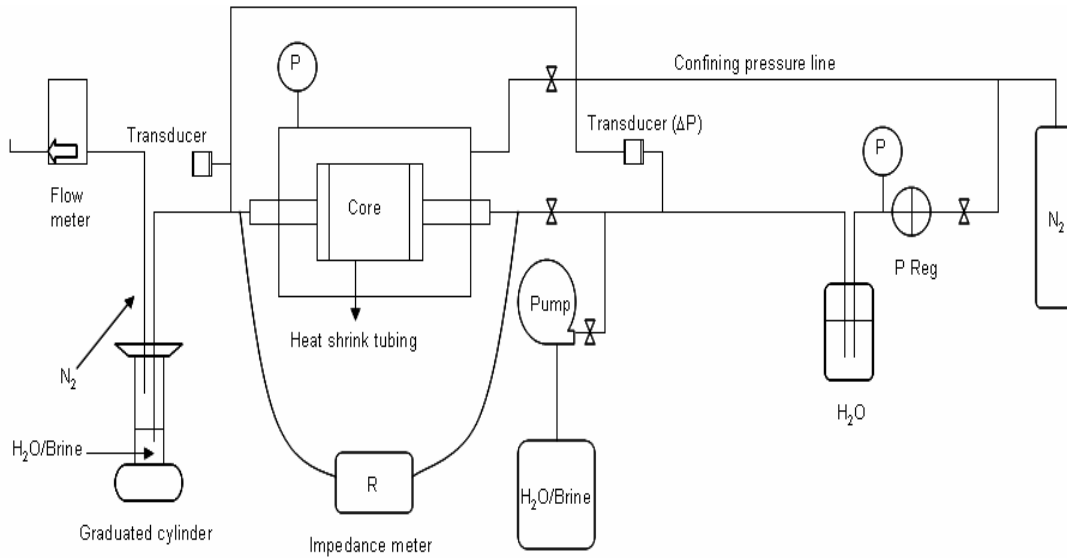 P
Confining pressure line
Transducer
Transducer (ΔP)
P
Flow
meter
Core
N₂
P Reg
Pump
Heat shrink tubing
N₂
H₂O
H₂O/Brine
R
H₂O/Brine
Graduated cylinder
Impedance meter